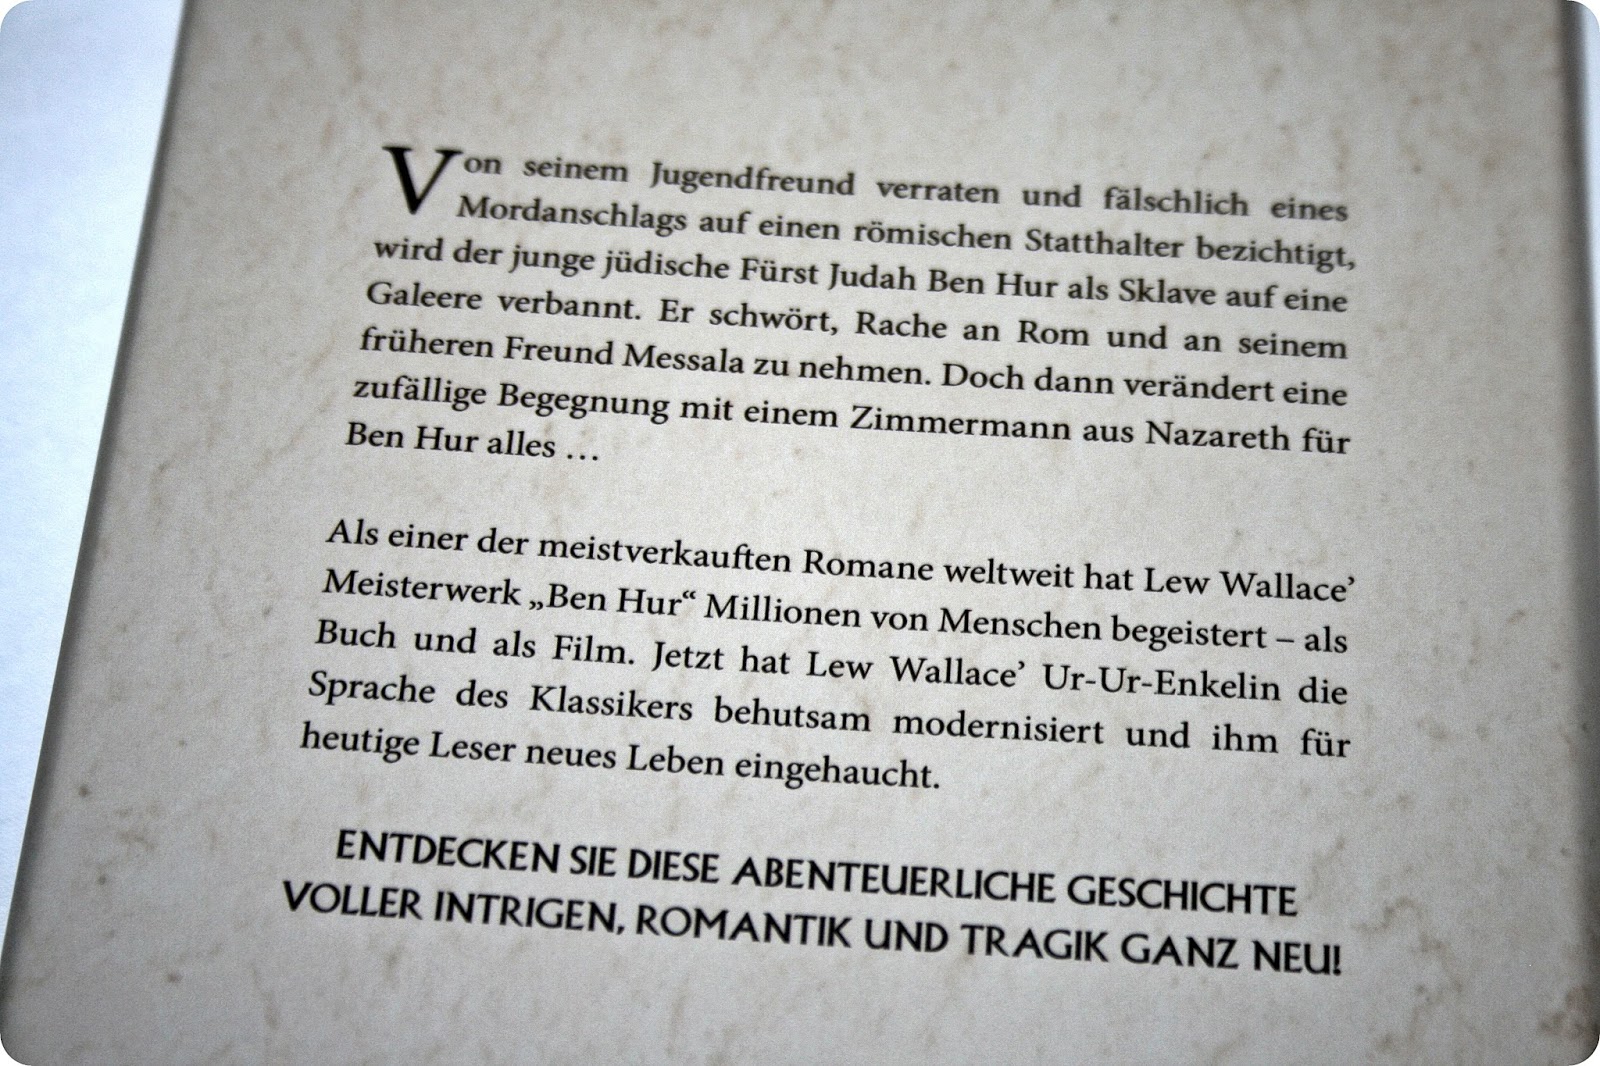 Von seinem Jugendfreund verraten und fälschlich eines
Mordanschlags auf einen römischen Statthalter bezichtigt,
wird der junge jüdische Fürst Judah Ben Hur als Sklave auf eine
Galeere verbannt. Er schwört, Rache an Rom und an seinem
früheren Freund Messala zu nehmen. Doch dann verändert eine
zufällige Begegnung mit einem Zimmermann aus Nazareth für
Ben Hur alles …
Als einer der meistverkauften Romane weltweit hat Lew Wallace’
Meisterwerk „Ben Hur“ Millionen von Menschen begeistert – als
Buch und als Film. Jetzt hat Lew Wallace’ Ur-Ur-Enkelin die
Sprache des Klassikers behutsam modernisiert und ihm für
heutige Leser neues Leben eingehaucht.
ENTDECKEN SIE DIESE ABENTEUERLICHE GESCHICHTE
VOLLER INTRIGEN, ROMANTIK UND TRAGIK GANZ NEU!